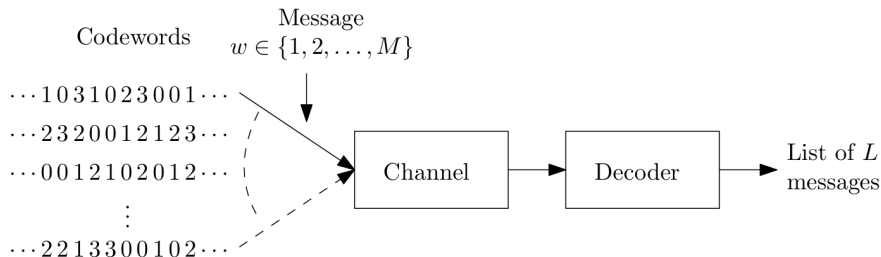 Codewords
Message
w ∈ {1, 2, . . . , M}
· · · 1 0 3 1 0 2 3 0 0 1 · · ·
· · · 2 3 2 0 0 1 2 1 2 3 · · ·
· · · 0 0 1 2 1 0 2 0 1 2 · · ·
⋮
· · · 2 2 1 3 3 0 0 1 0 2 · · ·
Channel
Decoder
List of L
messages